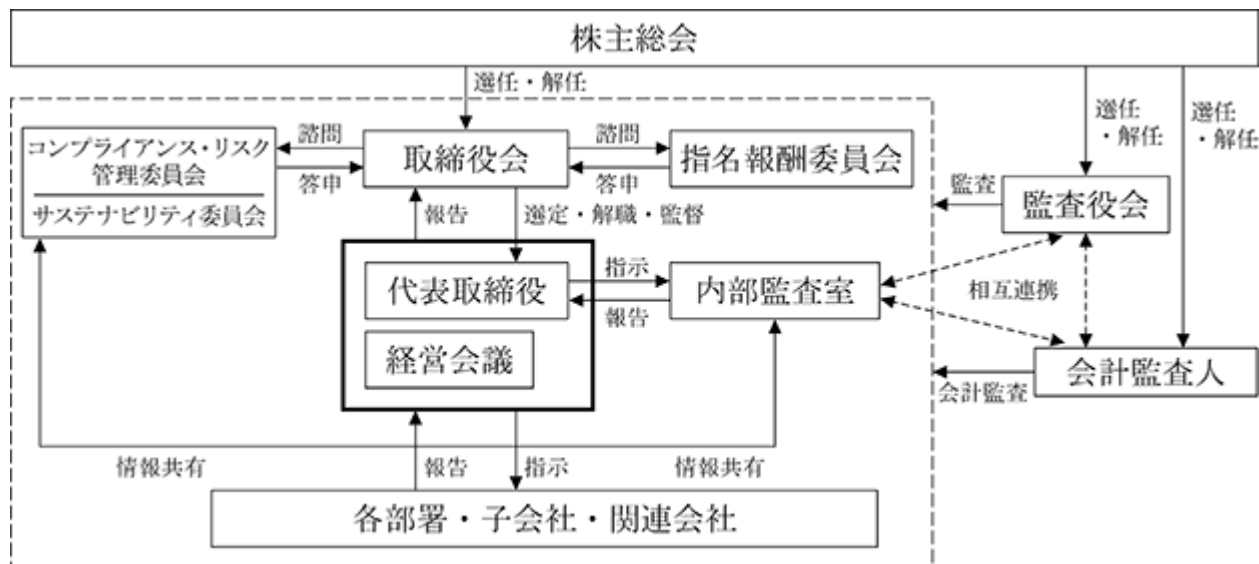 株主総会
選任・解任
選任
・解任
選任
・解任
コンプライアンス・リスク
管理委員会
サステナビリティ委員会
諮問
答申
取締役会
諮問
答申
指名報酬委員会
監査
監査役会
報告
選定・解職・監督
代表取締役
指示
報告
内部監査室
相互連携
経営会議
会計監査人
会計監査
情報共有
報告
指示
情報共有
各部署・子会社・関連会社